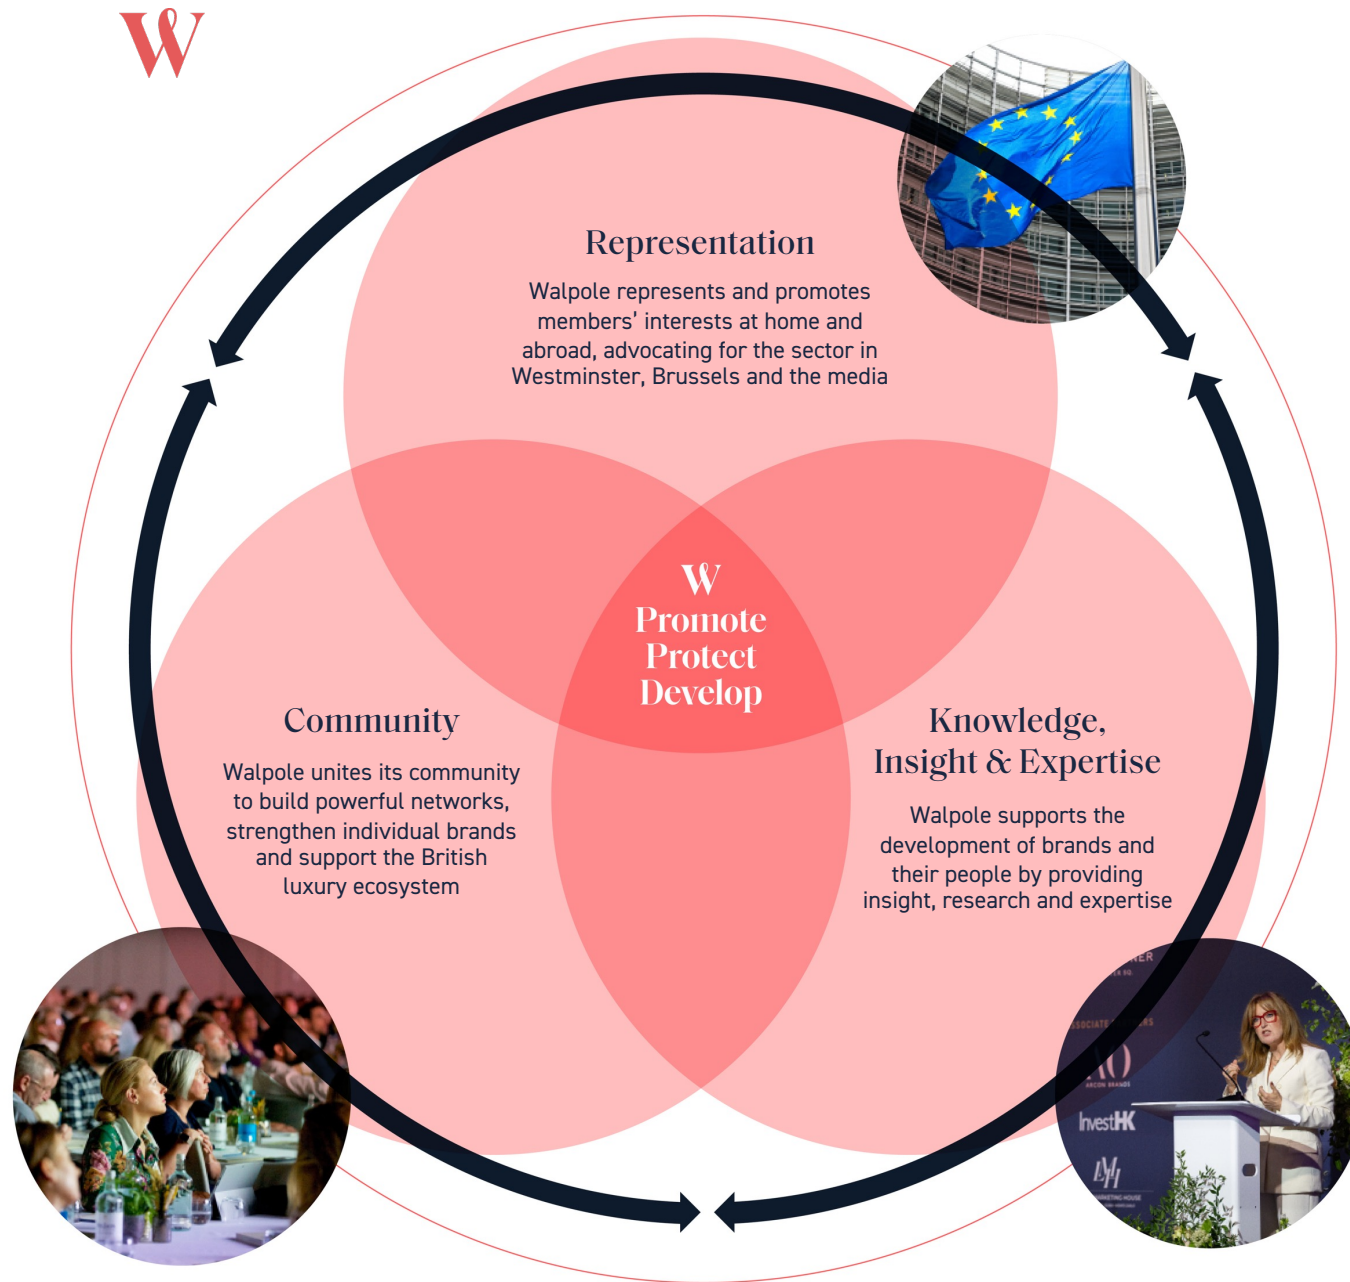 W
Representation
Walpole represents and promotes
members’ interests at home and
abroad, advocating for the sector in
Westminster, Brussels and the media
W
Promote
Protect
Develop
Community
Walpole unites its community
to build powerful networks,
strengthen individual brands
and support the British
luxury ecosystem
Knowledge,
Insight & Expertise
Walpole supports the
development of brands and
their people by providing
insight, research and expertise
InvestHK